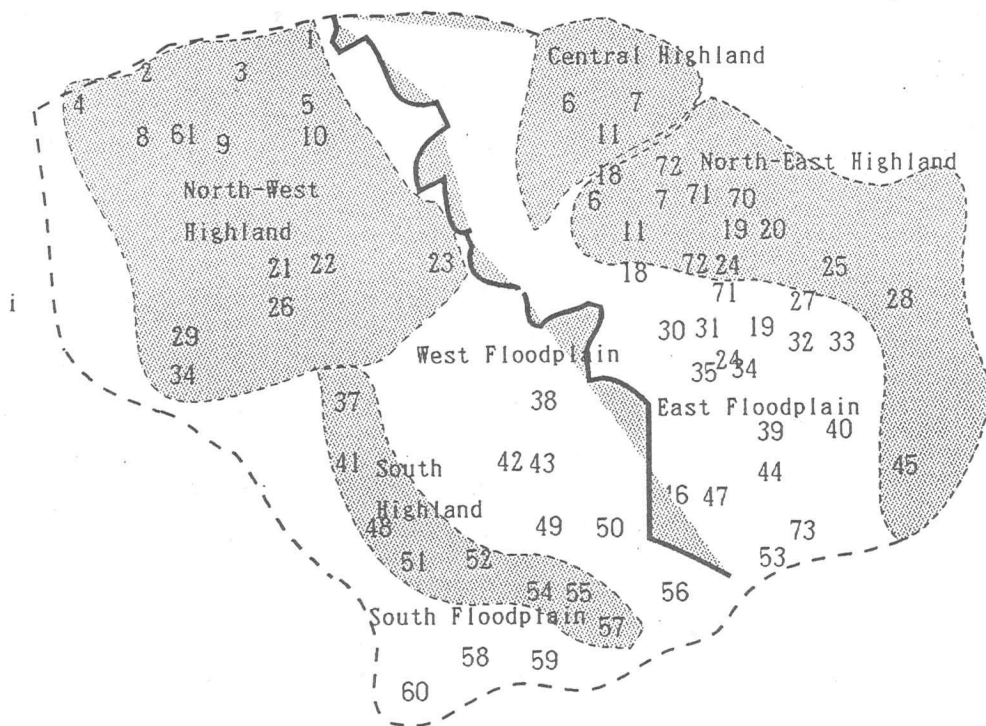 1
2 3
Central Highland
4 5 6 7
8 61 9 10 11
18 72 North-East Highland
North-West 6 7 71 70
Highland 11 19 20
21 22 23 18 72 24 25
71 27 28
i 26
29 30 31 19 32 33
West Floodplain 24
34 35 34
37 38 East Floodplain
39 40
41 South 42 43 44 45
Highland 16 47
48 49 50 73
51 52 53
54 55 56
South Floodplain 57
58 59
60